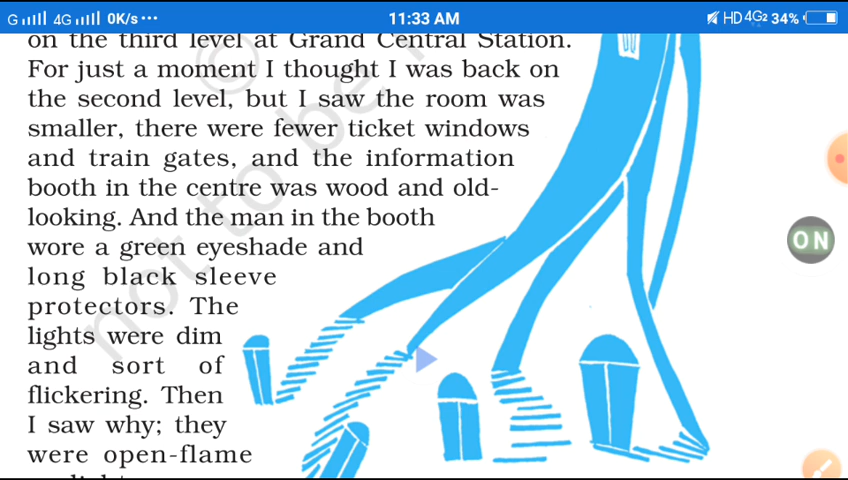 G 4G 0K/s ••• 11:33 AM HD 4G2 34%
on the third level at Grand Central Station.
For just a moment I thought I was back on
the second level, but I saw the room was
smaller, there were fewer ticket windows
and train gates, and the information
booth in the centre was wood and old-
looking. And the man in the booth
wore a green eyeshade and
long black sleeve
protectors. The
lights were dim
and sort of
flickering. Then
I saw why; they
were open-flame
ON
© not to be